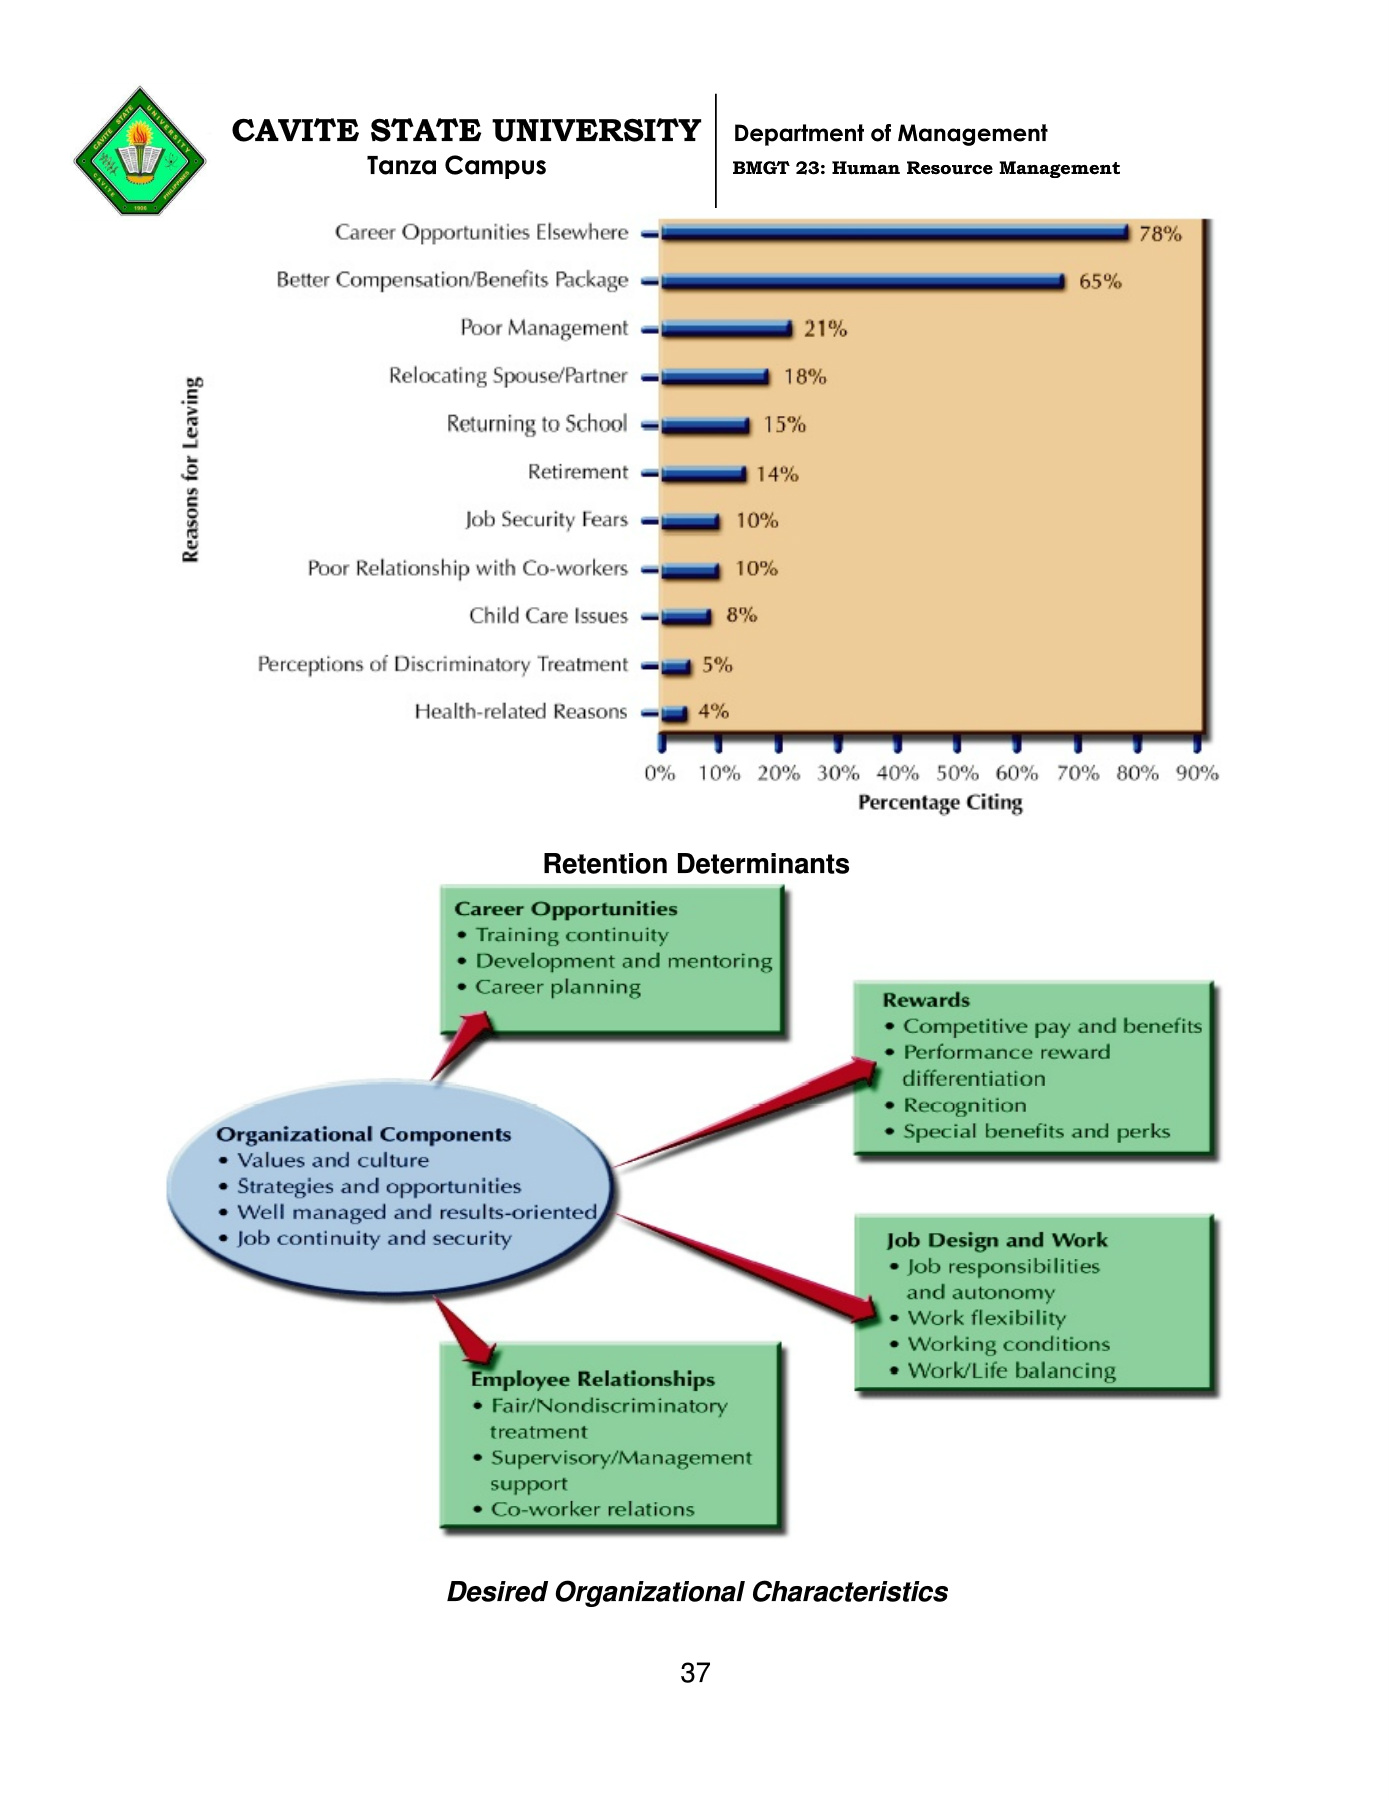 CAVITE STATE UNIVERSITY
Tanza Campus
Department of Management
BMGT 23: Human Resource Management
CAVITE STATE UNIVERSITY
CAVITE
PHILIPPINES
1906
Reasons for Leaving
Career Opportunities Elsewhere 78%
Better Compensation/Benefits Package 65%
Poor Management 21%
Relocating Spouse/Partner 18%
Returning to School 15%
Retirement 14%
Job Security Fears 10%
Poor Relationship with Co-workers 10%
Child Care Issues 8%
Perceptions of Discriminatory Treatment 5%
Health-related Reasons 4%
0% 10% 20% 30% 40% 50% 60% 70% 80% 90%
Percentage Citing
Retention Determinants
Career Opportunities
• Training continuity
• Development and mentoring
• Career planning
Rewards
• Competitive pay and benefits
• Performance reward
differentiation
• Recognition
• Special benefits and perks
Organizational Components
• Values and culture
• Strategies and opportunities
• Well managed and results-oriented
• Job continuity and security
Job Design and Work
• Job responsibilities
and autonomy
• Work flexibility
• Working conditions
• Work/Life balancing
Employee Relationships
• Fair/Nondiscriminatory
treatment
• Supervisory/Management
support
• Co-worker relations
Desired Organizational Characteristics
37